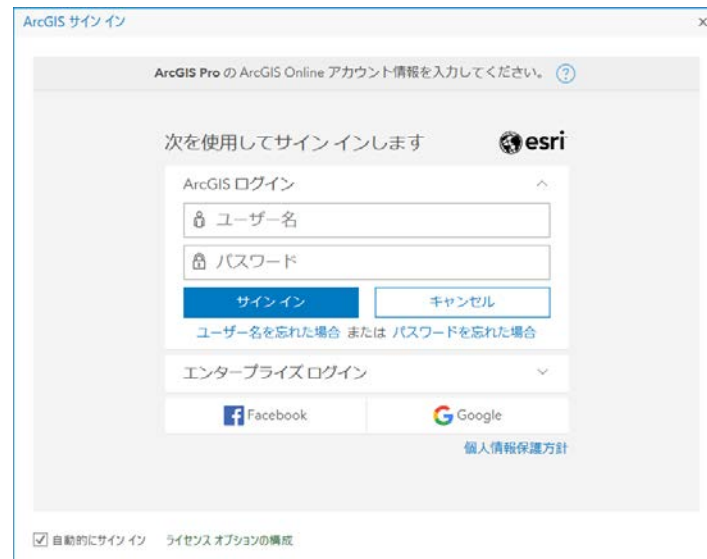 ArcGIS サイン イン
ArcGIS Pro の ArcGIS Online アカウント情報を入力してください。 ?
次を使用してサイン インします
esri
ArcGIS ログイン
ユーザー名
パスワード
サイン イン
キャンセル
ユーザー名を忘れた場合 または パスワードを忘れた場合
エンタープライズ ログイン
Facebook
Google
個人情報保護方針
自動的にサイン イン
ライセンス オプションの構成